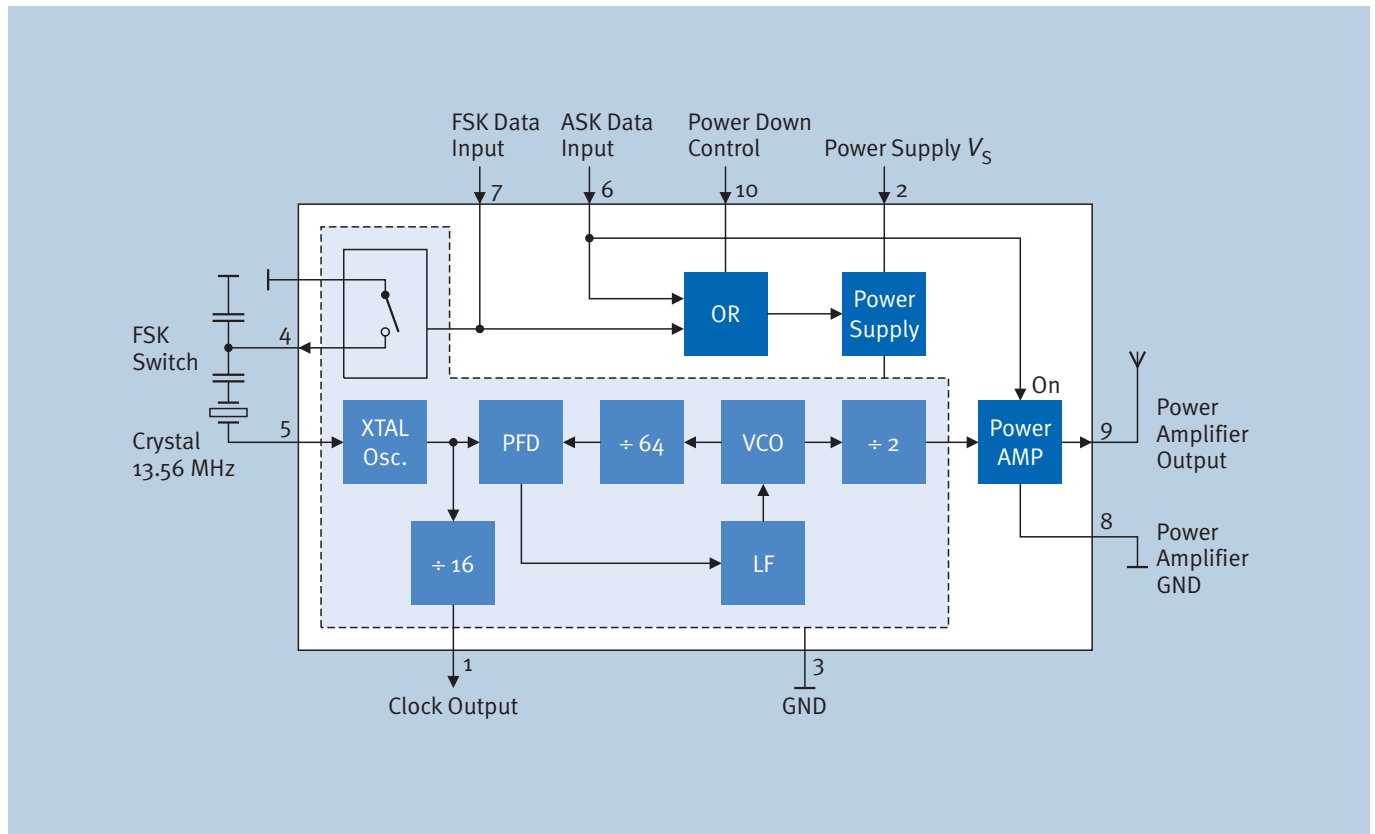 FSK Data
Input
ASK Data
Input
Power Down
Control
Power Supply VS
7
6
10
2
OR
Power
Supply
4
FSK
Switch
On
5
XTAL
Osc.
PFD
÷ 64
VCO
÷ 2
Power
AMP
9
Power
Amplifier
Output
Crystal
13.56 MHz
÷ 16
LF
8
Power
Amplifier
GND
1
3
Clock Output
GND